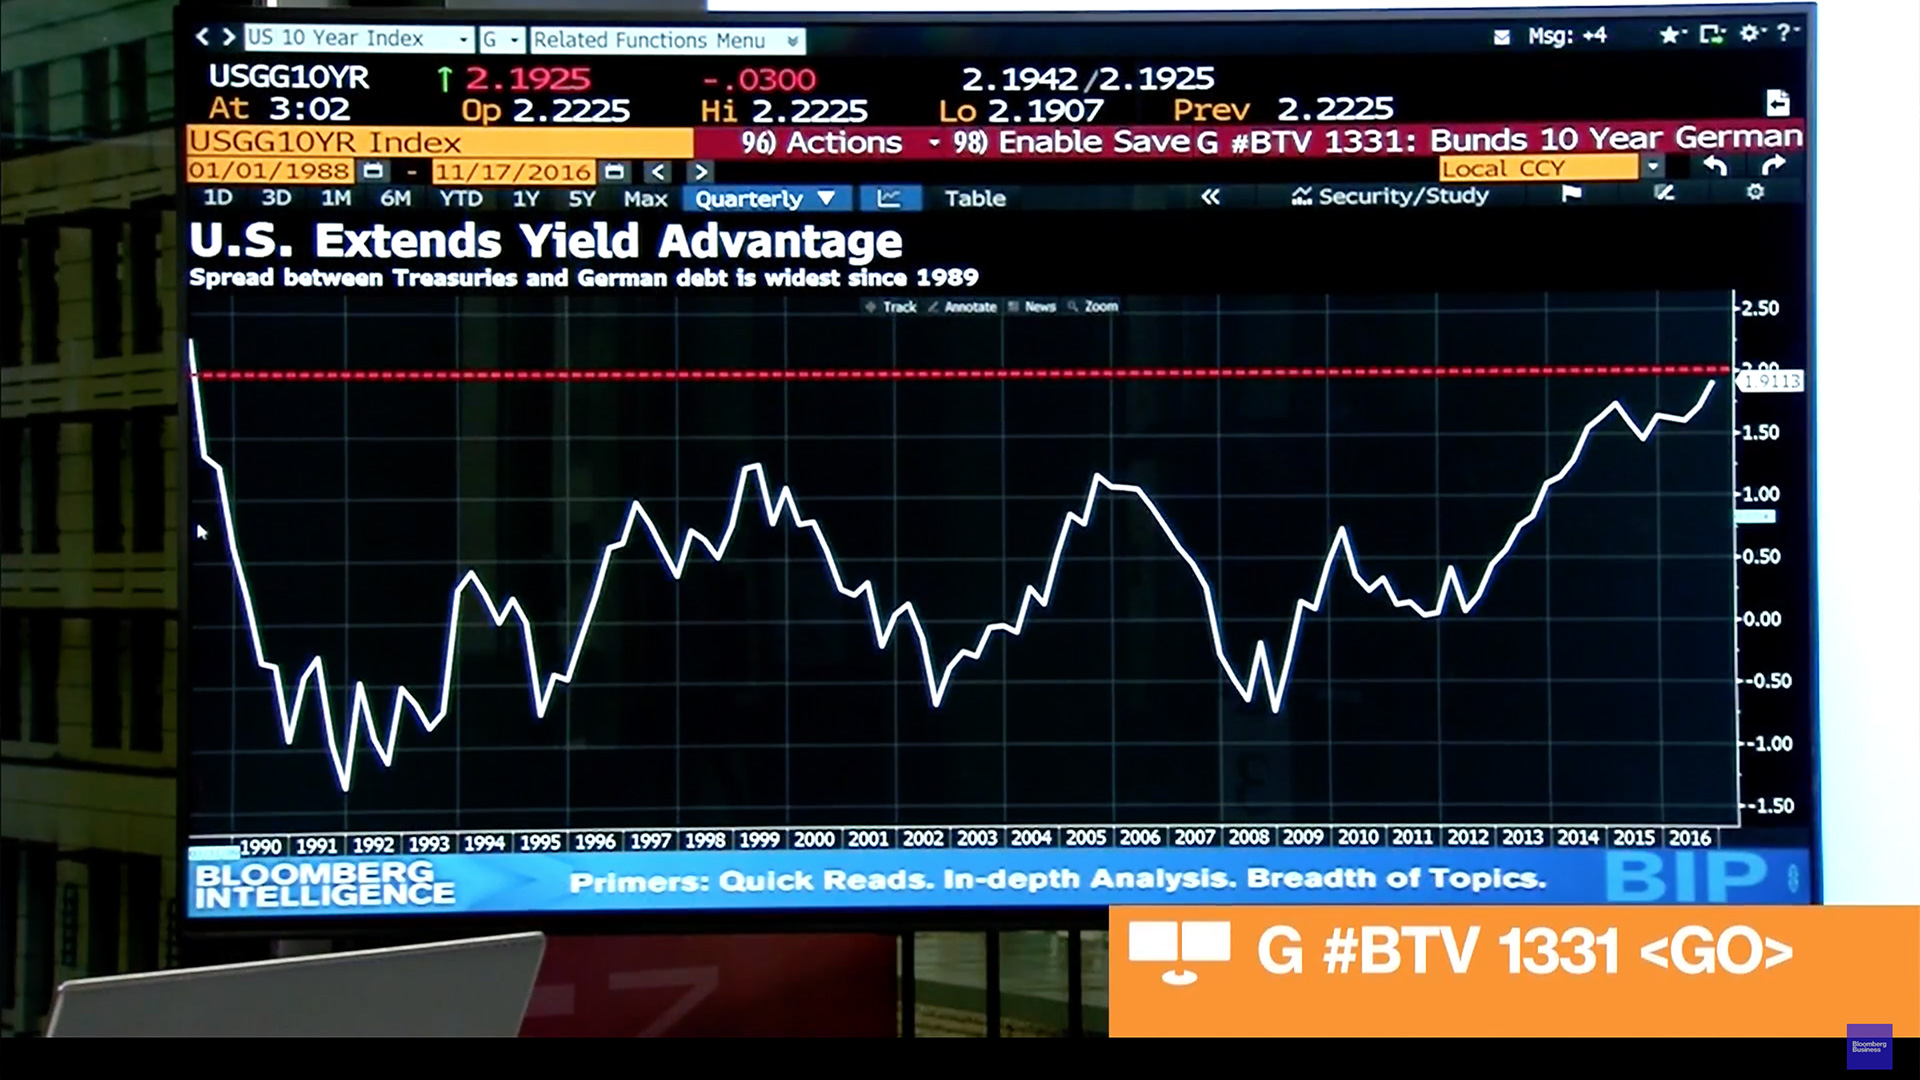 US 10 Year Index G Related Functions Menu Msg: +4 ?
USGG10YR ↑ 2.1925 -.0300 2.1942/2.1925
At 3:02 Op 2.2225 Hi 2.2225 Lo 2.1907 Prev 2.2225
USGG10YR Index 96) Actions 98) Enable Save G #BTV 1331: Bunds 10 Year German
01/01/1988 - 11/17/2016 < > Local CCY
1D 3D 1M 6M YTD 1Y 5Y Max Quarterly ▼ Table « Security/Study
U.S. Extends Yield Advantage
Spread between Treasuries and German debt is widest since 1989
Track Annotate News Zoom
2.50
2.00
1.9113
1.50
1.00
0.50
0.00
-0.50
-1.00
-1.50
1990 1991 1992 1993 1994 1995 1996 1997 1998 1999 2000 2001 2002 2003 2004 2005 2006 2007 2008 2009 2010 2011 2012 2013 2014 2015 2016
BLOOMBERG
INTELLIGENCE
Primers: Quick Reads. In-depth Analysis. Breadth of Topics.
BIP
G #BTV 1331 <GO>
Bloomberg
Business